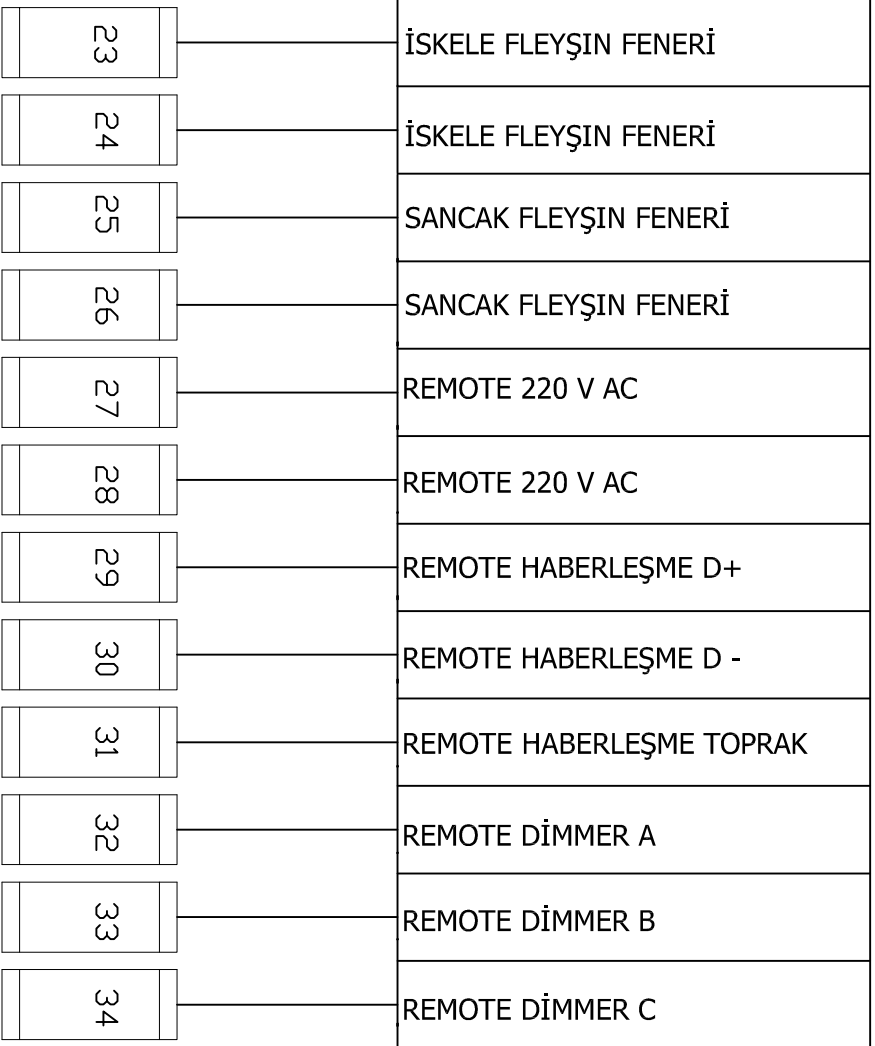 23 İSKELE FLEYŞIN FENERİ
24 İSKELE FLEYŞIN FENERİ
25 SANCAK FLEYŞIN FENERİ
26 SANCAK FLEYŞIN FENERİ
27 REMOTE 220 V AC
28 REMOTE 220 V AC
29 REMOTE HABERLEŞME D+
30 REMOTE HABERLEŞME D -
31 REMOTE HABERLEŞME TOPRAK
32 REMOTE DİMMER A
33 REMOTE DİMMER B
34 REMOTE DİMMER C